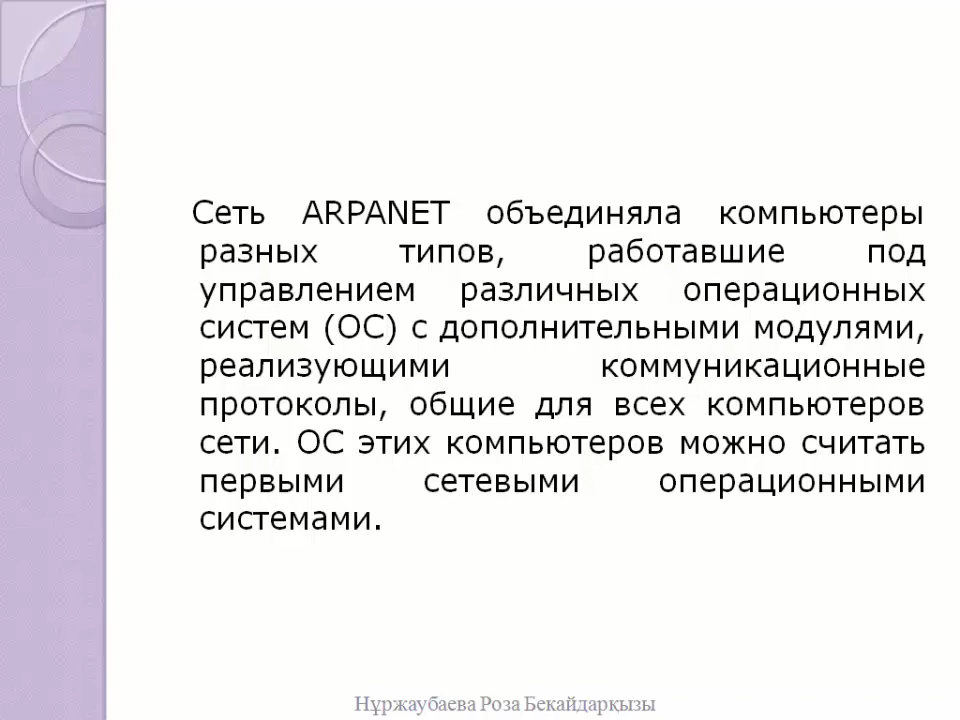 Сеть ARPANET объединяла компьютеры
разных типов, работавшие под
управлением различных операционных
систем (ОС) с дополнительными модулями,
реализующими коммуникационные
протоколы, общие для всех компьютеров
сети. ОС этих компьютеров можно считать
первыми сетевыми операционными
системами.
Нұржаубаева Роза Бекайдарқызы